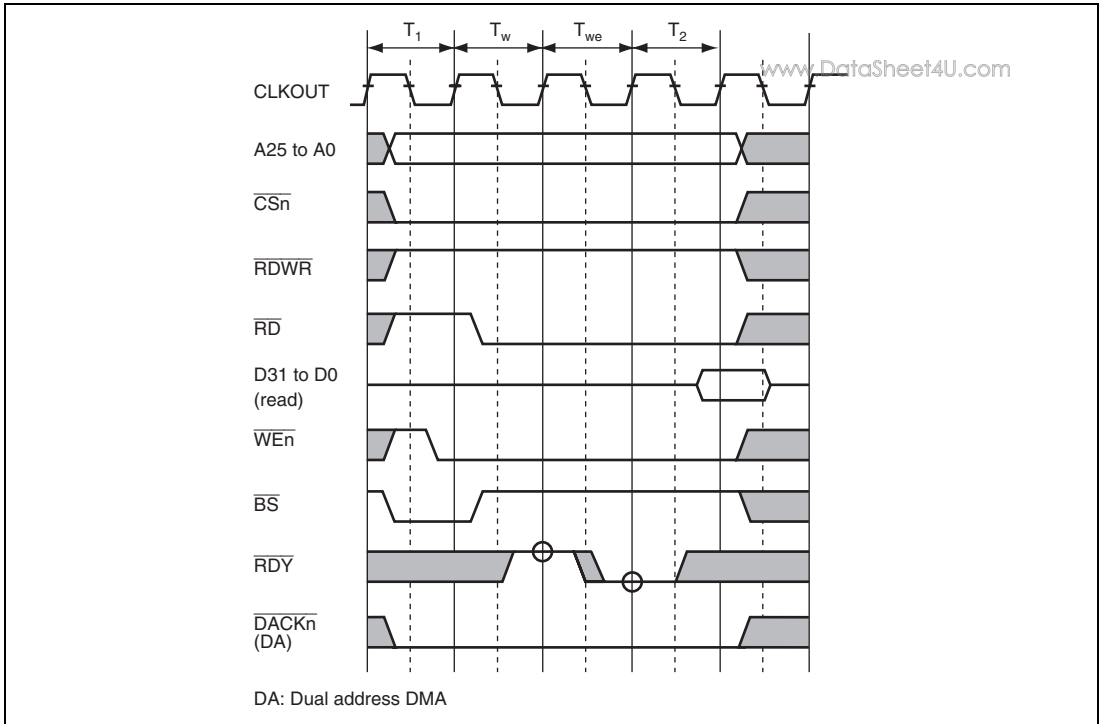 T1 Tw Twe T2
www.DataSheet4U.com
CLKOUT
A25 to A0
CSn
RDWR
RD
D31 to D0
(read)
WEn
BS
RDY
DACKn
(DA)
DA: Dual address DMA